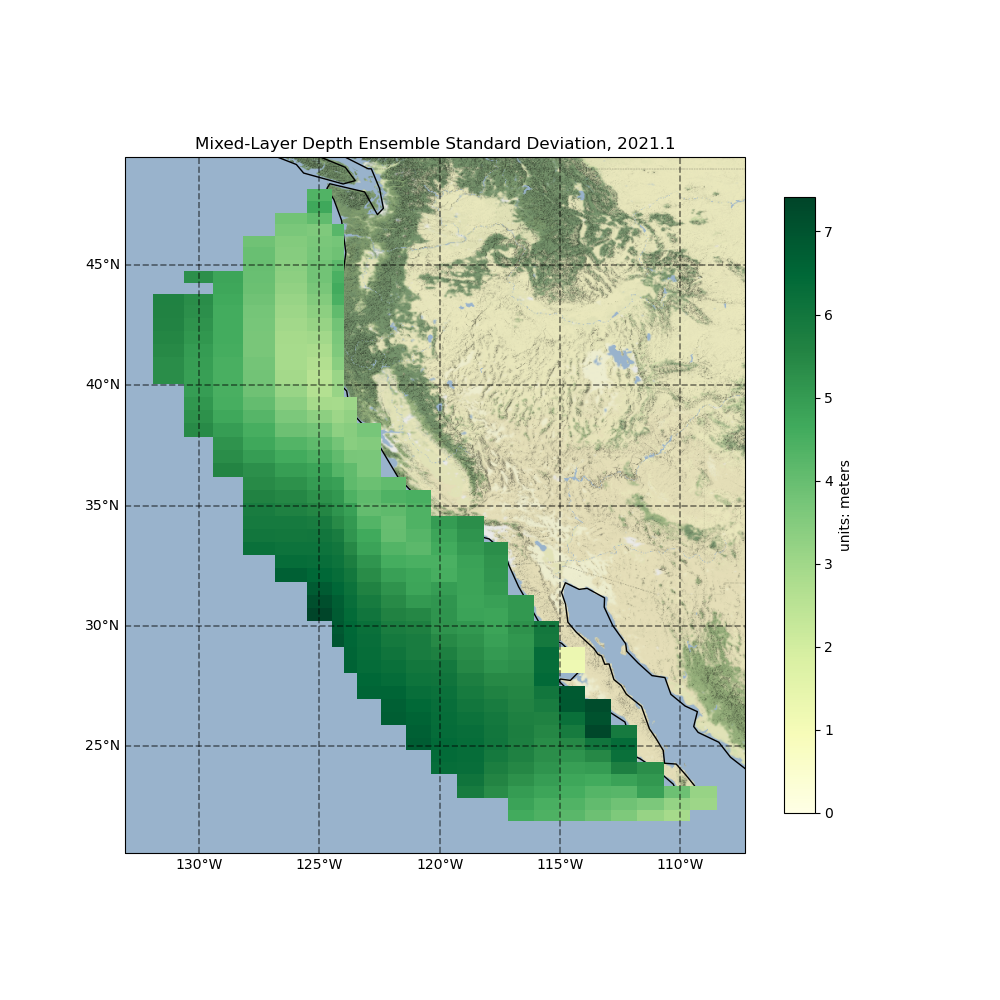 Mixed-Layer Depth Ensemble Standard Deviation, 2021.1
45°N
40°N
35°N
30°N
25°N
130°W
125°W
120°W
115°W
110°W
7
6
5
4
3
2
1
0
units: meters